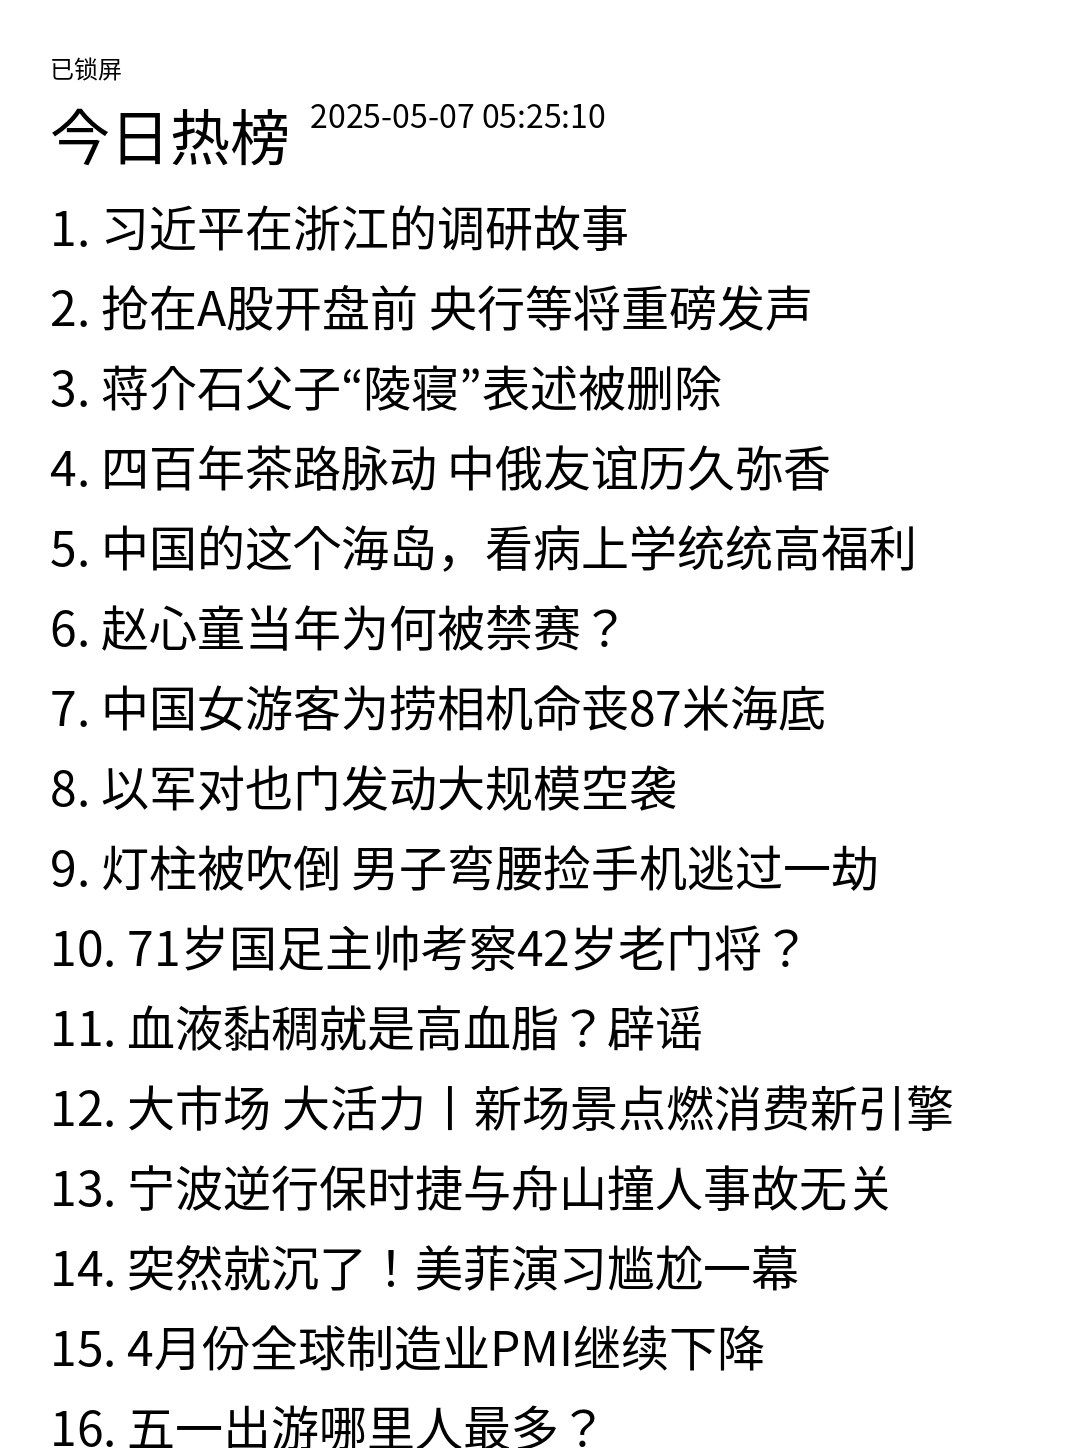 已锁屏
今日热榜 2025-05-07 05:25:10
1. 习近平在浙江的调研故事
2. 抢在A股开盘前 央行等将重磅发声
3. 蒋介石父子“陵寝”表述被删除
4. 四百年茶路脉动 中俄友谊历久弥香
5. 中国的这个海岛，看病上学统统高福利
6. 赵心童当年为何被禁赛？
7. 中国女游客为捞相机命丧87米海底
8. 以军对也门发动大规模空袭
9. 灯柱被吹倒 男子弯腰捡手机逃过一劫
10. 71岁国足主帅考察42岁老门将？
11. 血液黏稠就是高血脂？辟谣
12. 大市场 大活力丨新场景点燃消费新引擎
13. 宁波逆行保时捷与舟山撞人事故无关
14. 突然就沉了！美菲演习尴尬一幕
15. 4月份全球制造业PMI继续下降
16. 五一出游哪里人最多？